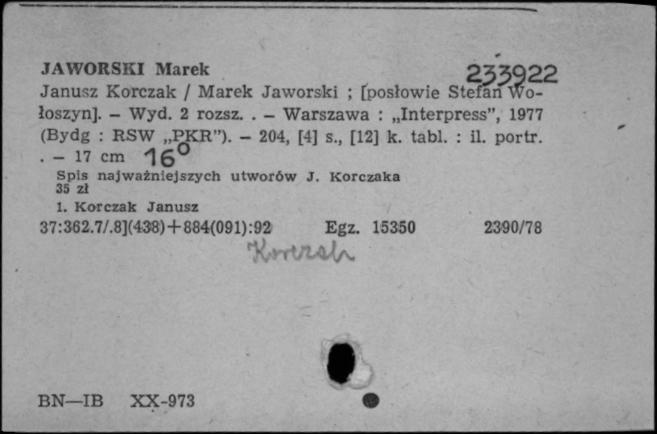 JAWORSKI Marek 233922
Janusz Korczak / Marek Jaworski ; [posłowie Stefan Wo-
łoszyn]. — Wyd. 2 rozsz. . — Warszawa : „Interpress”, 1977
(Bydg : RSW „PKR”). — 204, [4] s., [12] k. tabl. : il. portr.
. — 17 cm 16°
Spis najważniejszych utworów J. Korczaka
35 zł
1. Korczak Janusz
37:362.7/.8](438)+884(091):92 Egz. 15350 2390/78
Korczak
BN—IB XX-973